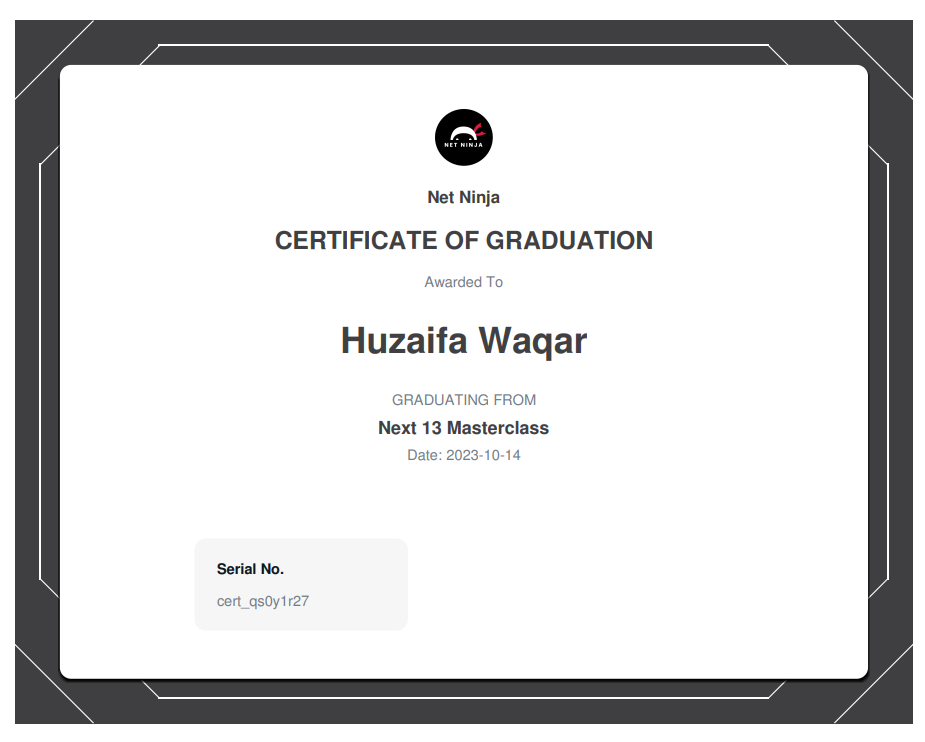 NET NINJA
Net Ninja
CERTIFICATE OF GRADUATION
Awarded To
Huzaifa Waqar
GRADUATING FROM
Next 13 Masterclass
Date: 2023-10-14
Serial No.
cert_qs0y1r27